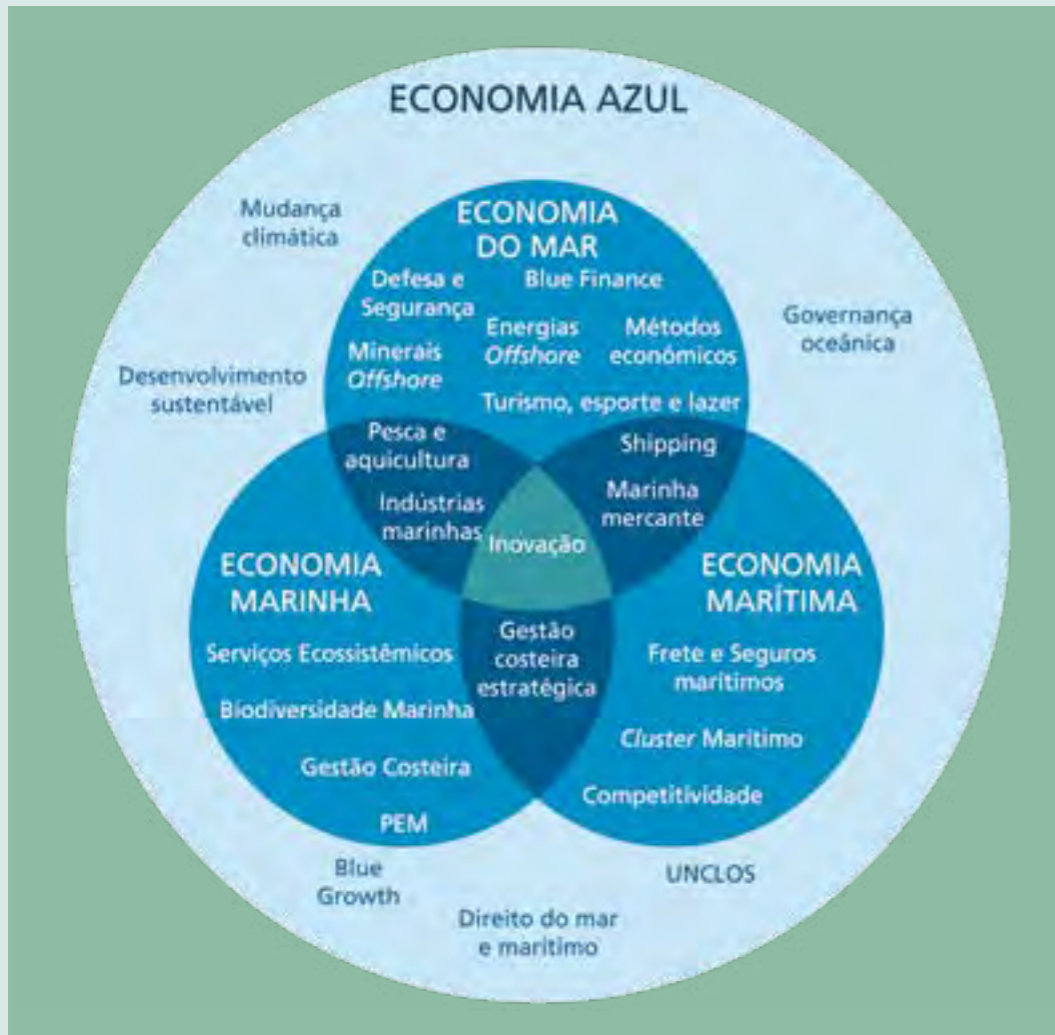 ECONOMIA AZUL
Mudança
climática
Desenvolvimento
sustentável
Governança
oceânica
ECONOMIA
DO MAR
Defesa e
Segurança
Blue Finance
Minerais
Offshore
Energias
Offshore
Métodos
econômicos
Turismo, esporte e lazer
Pesca e
aquicultura
Indústrias
marinhas
Shipping
Marinha
mercante
Inovação
ECONOMIA
MARINHA
Serviços Ecossistêmicos
Biodiversidade Marinha
Gestão Costeira
PEM
Gestão
costeira
estratégica
ECONOMIA
MARÍTIMA
Frete e Seguros
marítimos
Cluster Marítimo
Competitividade
Blue
Growth
Direito do mar
e marítimo
UNCLOS